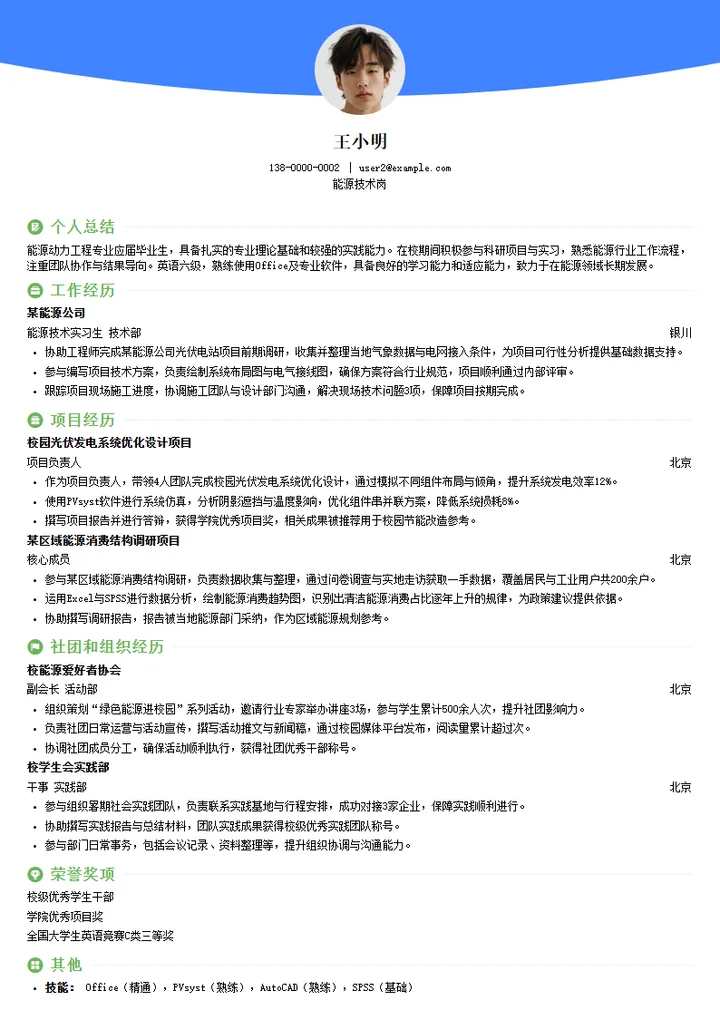 王小明
138-0000-0002 | user2@example.com
能源技术岗
个人总结
能源动力工程专业应届毕业生，具备扎实的专业理论基础和较强的实践能力。在校期间积极参与科研项目与实习，熟悉能源行业工作流程，
注重团队协作与结果导向。英语六级，熟练使用Office及专业软件，具备良好的学习能力和适应能力，致力于在能源领域长期发展。
工作经历
某能源公司
能源技术实习生 技术部 银川
• 协助工程师完成某能源公司光伏电站项目前期调研，收集并整理当地气象数据与电网接入条件，为项目可行性分析提供基础数据支持。
• 参与编写项目技术方案，负责绘制系统布局图与电气接线图，确保方案符合行业规范，项目顺利通过内部评审。
• 跟踪项目现场施工进度，协调施工团队与设计部门沟通，解决现场技术问题3项，保障项目按期完成。
项目经历
校园光伏发电系统优化设计项目
项目负责人 北京
• 作为项目负责人，带领4人团队完成校园光伏发电系统优化设计，通过模拟不同组件布局与倾角，提升系统发电效率12%。
• 使用PVsyst软件进行系统仿真，分析阴影遮挡与温度影响，优化组件串并联方案，降低系统损耗8%。
• 撰写项目报告并进行答辩，获得学院优秀项目奖，相关成果被推荐用于校园节能改造参考。
某区域能源消费结构调研项目
核心成员 北京
• 参与某区域能源消费结构调研，负责数据收集与整理，通过问卷调查与实地走访获取一手数据，覆盖居民与工业用户共200余户。
• 运用Excel与SPSS进行数据分析，绘制能源消费趋势图，识别出清洁能源消费占比逐年上升的规律，为政策建议提供依据。
• 协助撰写调研报告，报告被当地能源部门采纳，作为区域能源规划参考。
社团和组织经历
校能源爱好者协会
副会长 活动部 北京
• 组织策划“绿色能源进校园”系列活动，邀请行业专家举办讲座3场，参与学生累计500余人次，提升社团影响力。
• 负责社团日常运营与活动宣传，撰写活动推文与新闻稿，通过校园媒体平台发布，阅读量累计超过次。
• 协调社团成员分工，确保活动顺利执行，获得社团优秀干部称号。
校学生会实践部
干事 实践部 北京
• 参与组织暑期社会实践团队，负责联系实践基地与行程安排，成功对接3家企业，保障实践顺利进行。
• 协助撰写实践报告与总结材料，团队实践成果获得校级优秀实践团队称号。
• 参与部门日常事务，包括会议记录、资料整理等，提升组织协调与沟通能力。
荣誉奖项
校级优秀学生干部
学院优秀项目奖
全国大学生英语竞赛C类三等奖
其他
• 技能： Office（精通），PVsyst（熟练），AutoCAD（熟练），SPSS（基础）